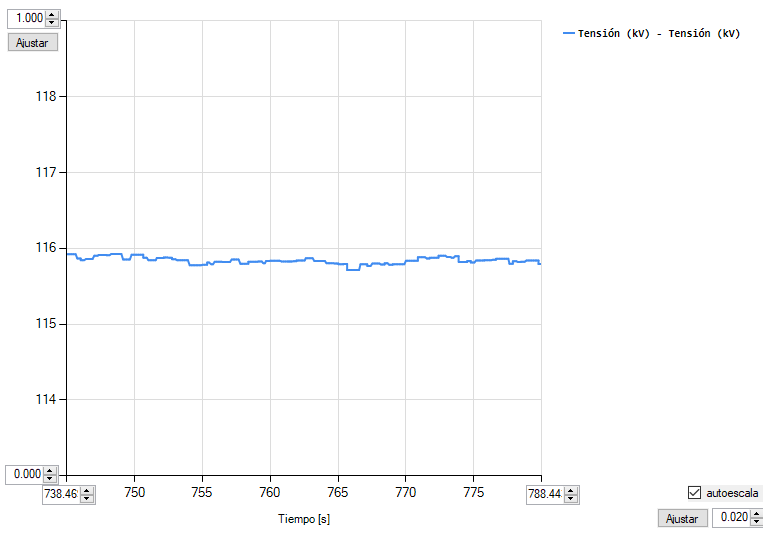 1.000
Ajustar
Tensión (kV) - Tensión (kV)
118
117
116
115
114
0.000
738.46 750 755 760 765 770 775 788.44
autoescala
Tiempo [s]
Ajustar 0.020